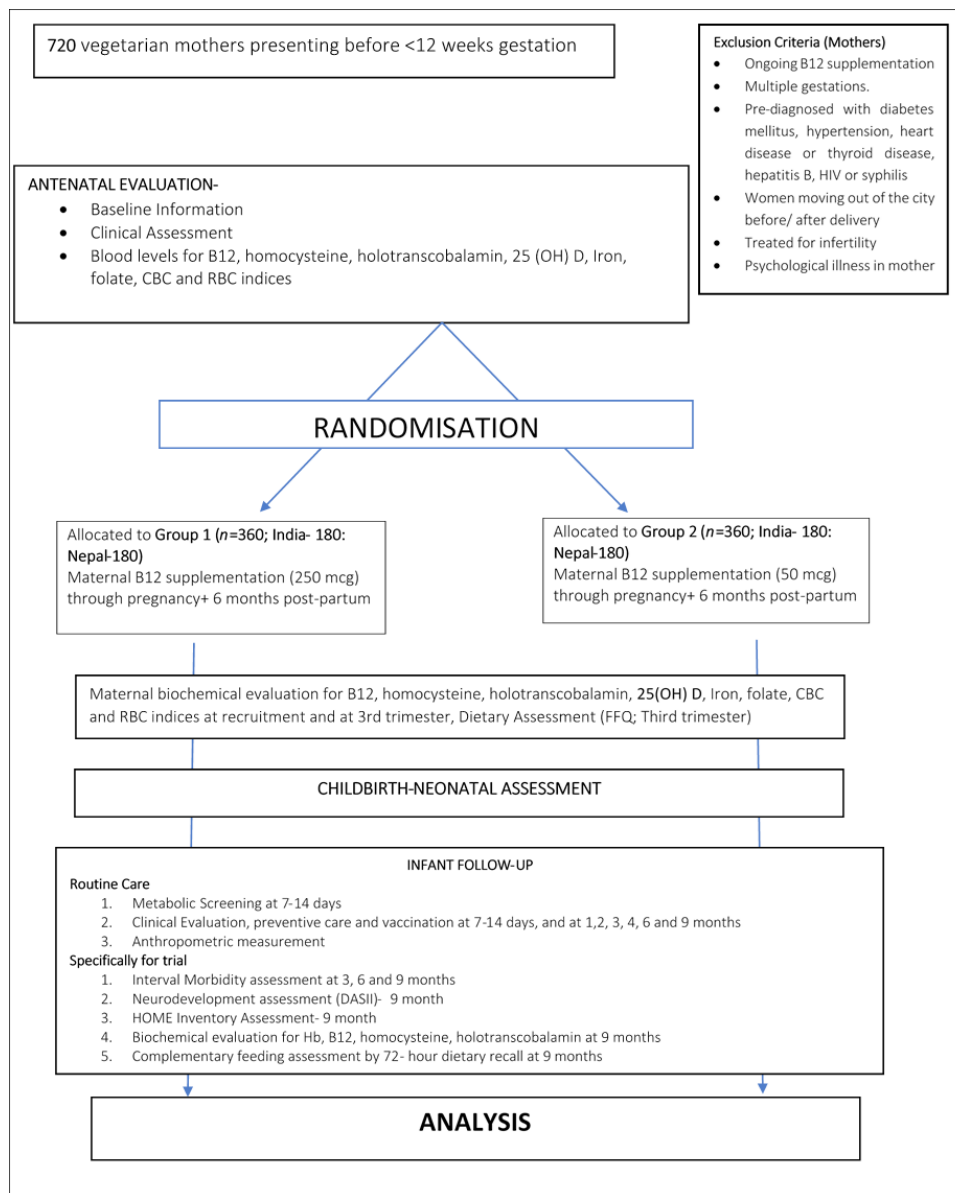 720 vegetarian mothers presenting before <12 weeks gestation
Exclusion Criteria (Mothers)
• Ongoing B12 supplementation
• Multiple gestations.
• Pre-diagnosed with diabetes
mellitus, hypertension, heart
disease or thyroid disease,
hepatitis B, HIV or syphilis
• Women moving out of the city
before/ after delivery
• Treated for infertility
• Psychological illness in mother
ANTENATAL EVALUATION-
• Baseline Information
• Clinical Assessment
• Blood levels for B12, homocysteine, holotranscobalamin, 25 (OH) D, Iron,
folate, CBC and RBC indices
RANDOMISATION
Allocated to Group 1 (n=360; India- 180:
Nepal-180)
Maternal B12 supplementation (250 mcg)
through pregnancy+ 6 months post-partum
Allocated to Group 2 (n=360; India- 180:
Nepal-180)
Maternal B12 supplementation (50 mcg)
through pregnancy+ 6 months post-partum
Maternal biochemical evaluation for B12, homocysteine, holotranscobalamin, 25(OH) D, Iron, folate, CBC
and RBC indices at recruitment and at 3rd trimester, Dietary Assessment (FFQ; Third trimester)
CHILDBIRTH-NEONATAL ASSESSMENT
INFANT FOLLOW-UP
Routine Care
1. Metabolic Screening at 7-14 days
2. Clinical Evaluation, preventive care and vaccination at 7-14 days, and at 1,2, 3, 4, 6 and 9 months
3. Anthropometric measurement
Specifically for trial
1. Interval Morbidity assessment at 3, 6 and 9 months
2. Neurodevelopment assessment (DASII)- 9 month
3. HOME Inventory Assessment- 9 month
4. Biochemical evaluation for Hb, B12, homocysteine, holotranscobalamin at 9 months
5. Complementary feeding assessment by 72- hour dietary recall at 9 months
ANALYSIS